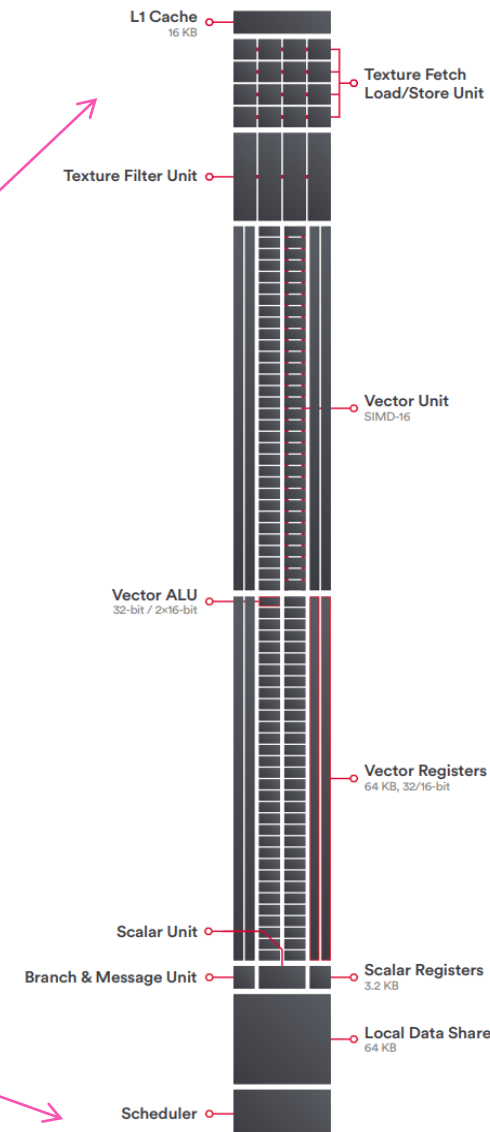 L1 Cache
16 KB
Texture Fetch
Load/Store Unit
Texture Filter Unit
Vector Unit
SIMD-16
Vector ALU
32-bit / 2×16-bit
Vector Registers
64 KB, 32/16-bit
Scalar Unit
Branch & Message Unit
Scalar Registers
3.2 KB
Local Data Share
64 KB
Scheduler